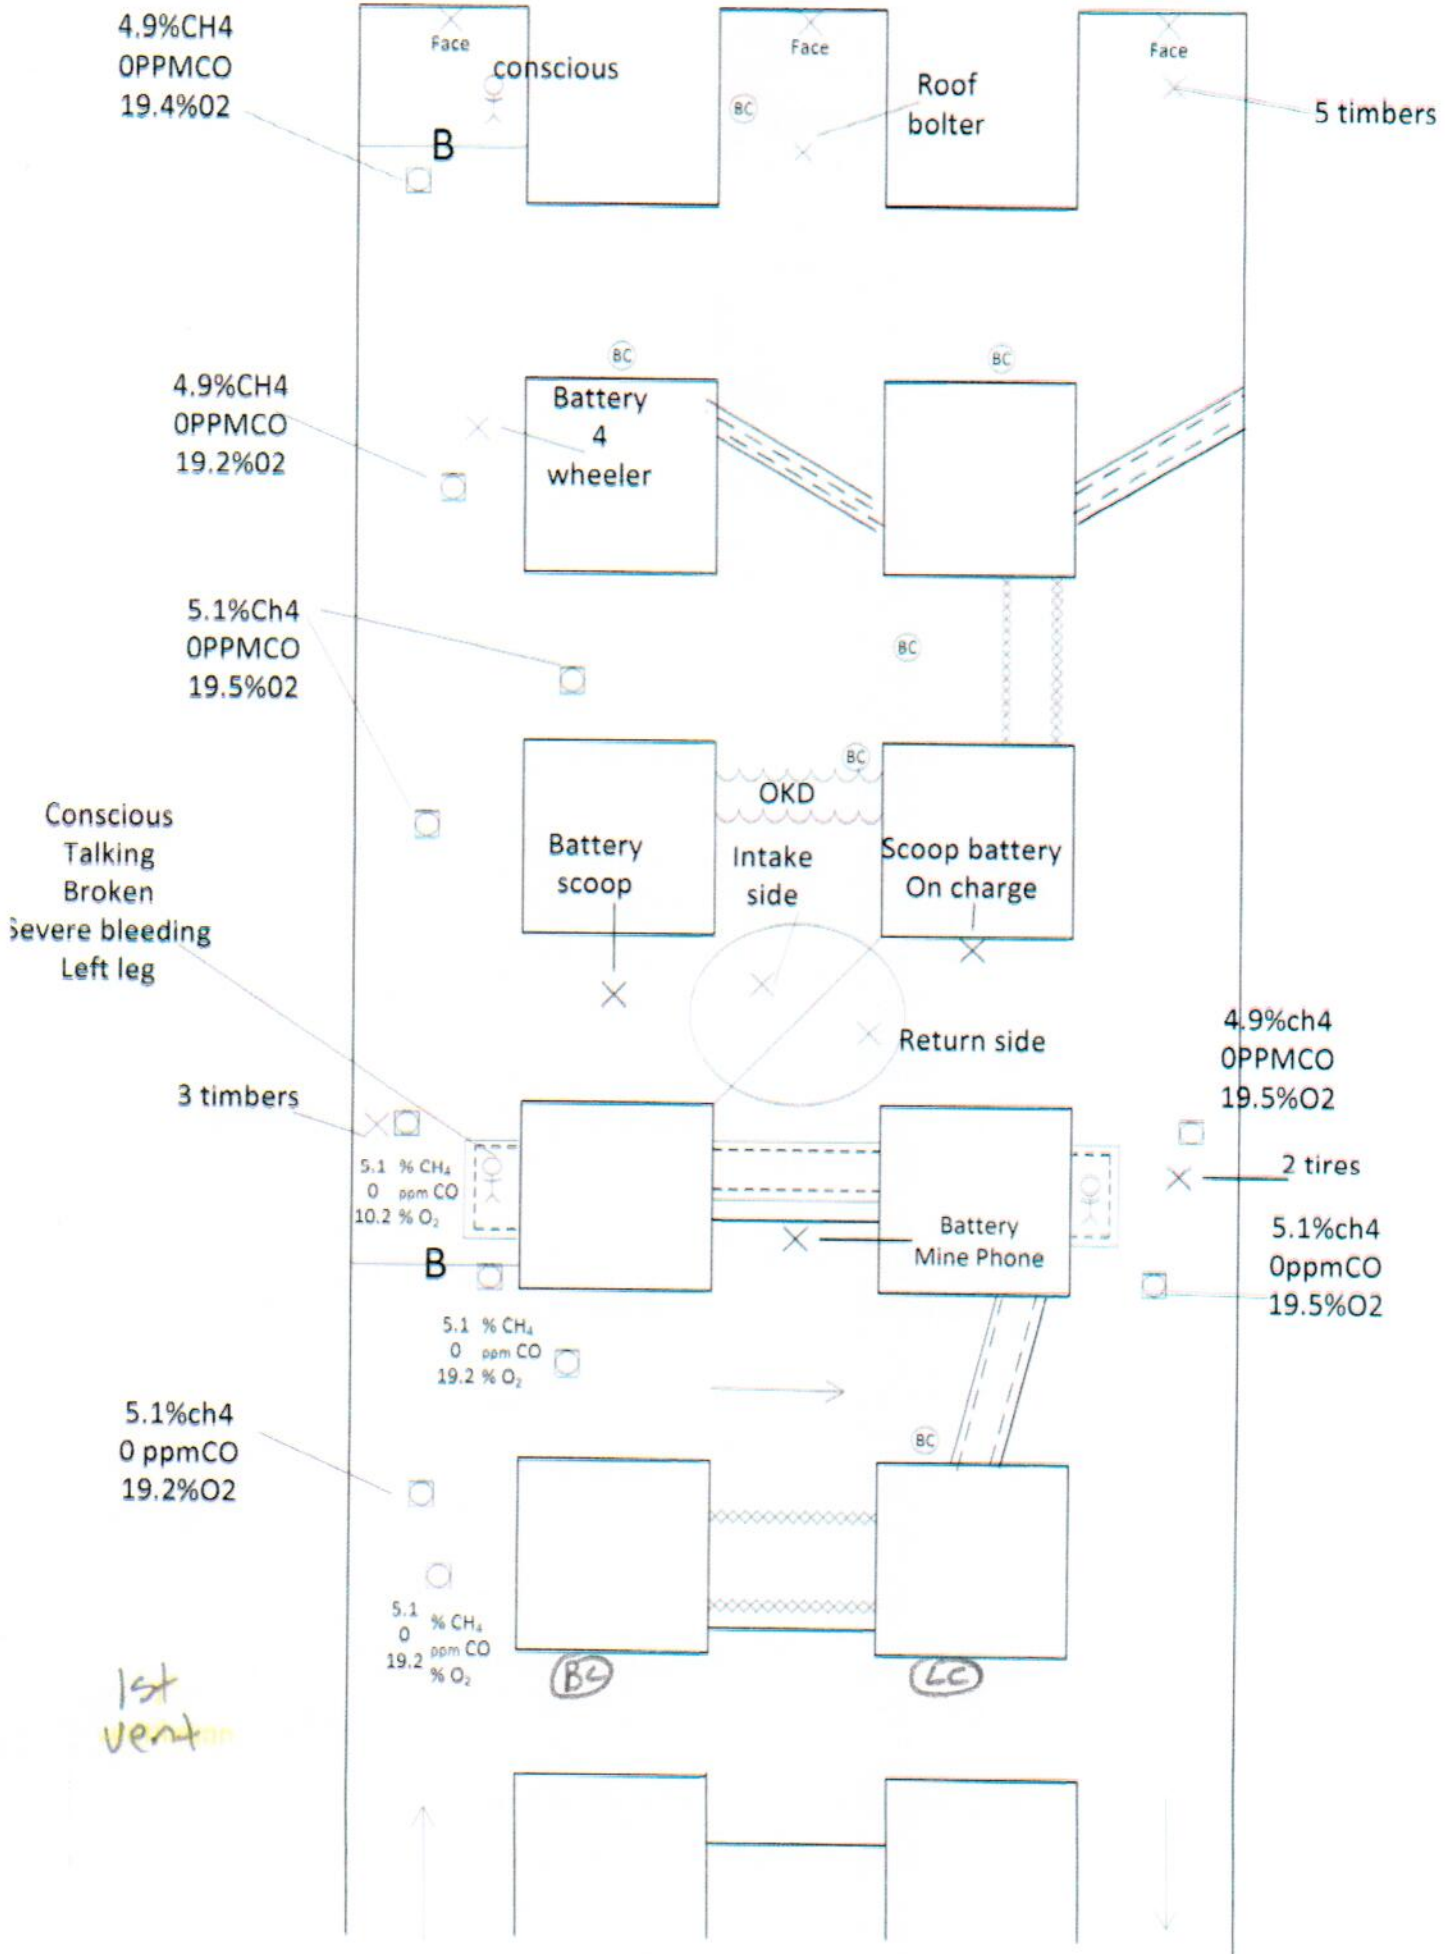 4.9%CH4
0PPMCO
19.4%02
Face
conscious
Face
Face
BC
Roof
bolter
5 timbers
B
BC
BC
4.9%CH4
0PPMCO
19.2%02
Battery
4
wheeler
5.1%Ch4
0PPMCO
19.5%02
BC
BC
OKD
Conscious
Talking
Broken
Severe bleeding
Left leg
Battery
scoop
Intake
side
Scoop battery
On charge
Return side
4.9%ch4
0PPMCO
19.5%O2
3 timbers
2 tires
5.1 % CH₄
0 ppm CO
10.2 % O₂
Battery
Mine Phone
5.1%ch4
0ppmCO
19.5%O2
B
5.1 % CH₄
0 ppm CO
19.2 % O₂
5.1%ch4
0 ppmCO
19.2%O2
BC
5.1 % CH₄
0 ppm CO
19.2 % O₂
BC
LC
1st
vent